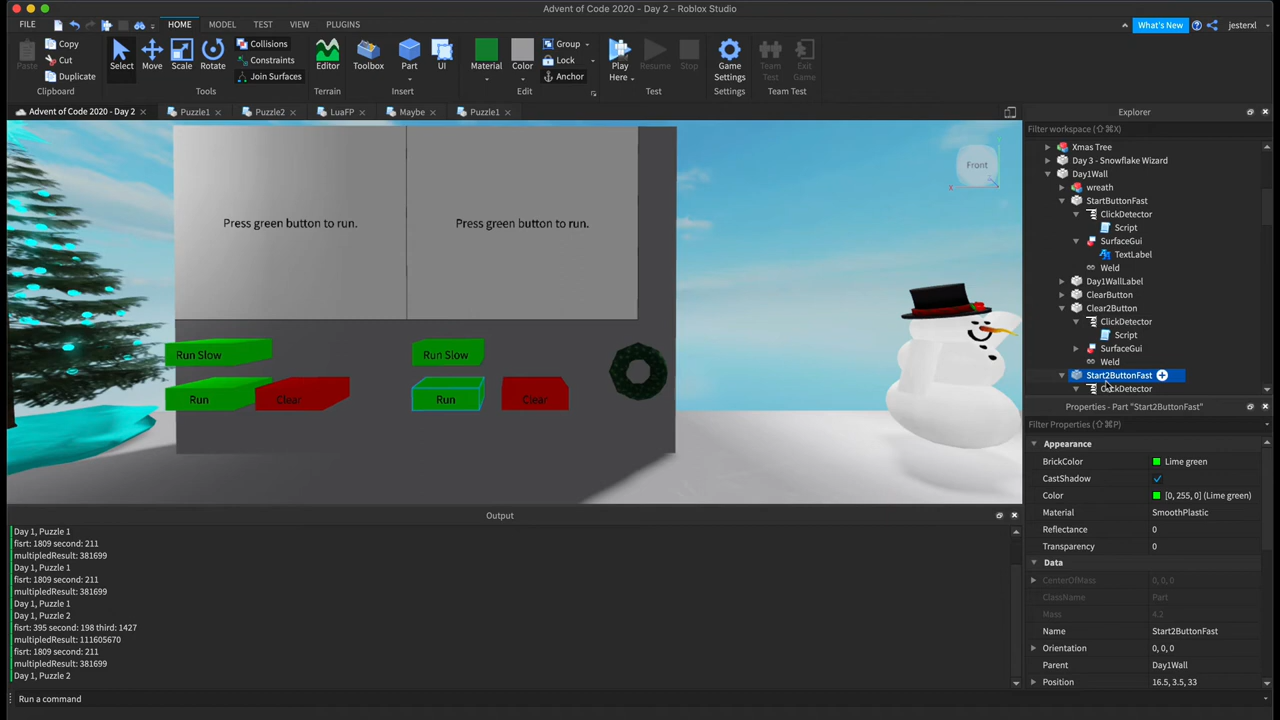 Advent of Code 2020 - Day 2 - Roblox Studio
FILE HOME MODEL TEST VIEW PLUGINS What's New jesterxl
Paste Copy Cut Duplicate Select Move Scale Rotate Collisions Constraints Join Surfaces Editor Toolbox Part UI Material Color Group Lock Anchor Play Here Resume Stop Game Settings Team Test Exit Game
Clipboard Tools Terrain Insert Edit Test Settings Team Test
Advent of Code 2020 - Day 2 Puzzle1 Puzzle2 LuaFP Maybe Puzzle1
Press green button to run. Press green button to run.
Front
Run Slow Run Slow
Run Clear Run Clear
Explorer
Filter workspace (⇧⌘X)
Xmas Tree
Day 3 - Snowflake Wizard
Day1Wall
wreath
StartButtonFast
ClickDetector
Script
SurfaceGui
TextLabel
Weld
Day1WallLabel
ClearButton
Clear2Button
ClickDetector
Script
SurfaceGui
Weld
Start2ButtonFast
ClickDetector
Properties - Part "Start2ButtonFast"
Filter Properties (⇧⌘P)
Appearance
BrickColor Lime green
CastShadow
Color [0, 255, 0] (Lime green)
Material SmoothPlastic
Reflectance 0
Transparency 0
Data
CenterOfMass 0, 0, 0
ClassName Part
Mass 4.2
Name Start2ButtonFast
Orientation 0, 0, 0
Parent Day1Wall
Position 16.5, 3.5, 33
Output
Day 1, Puzzle 1
fisrt: 1809 second: 211
multipledResult: 381699
Day 1, Puzzle 1
fisrt: 1809 second: 211
multipledResult: 381699
Day 1, Puzzle 1
Day 1, Puzzle 2
fisrt: 395 second: 198 third: 1427
multipledResult: 111605670
fisrt: 1809 second: 211
multipledResult: 381699
Day 1, Puzzle 2
Run a command